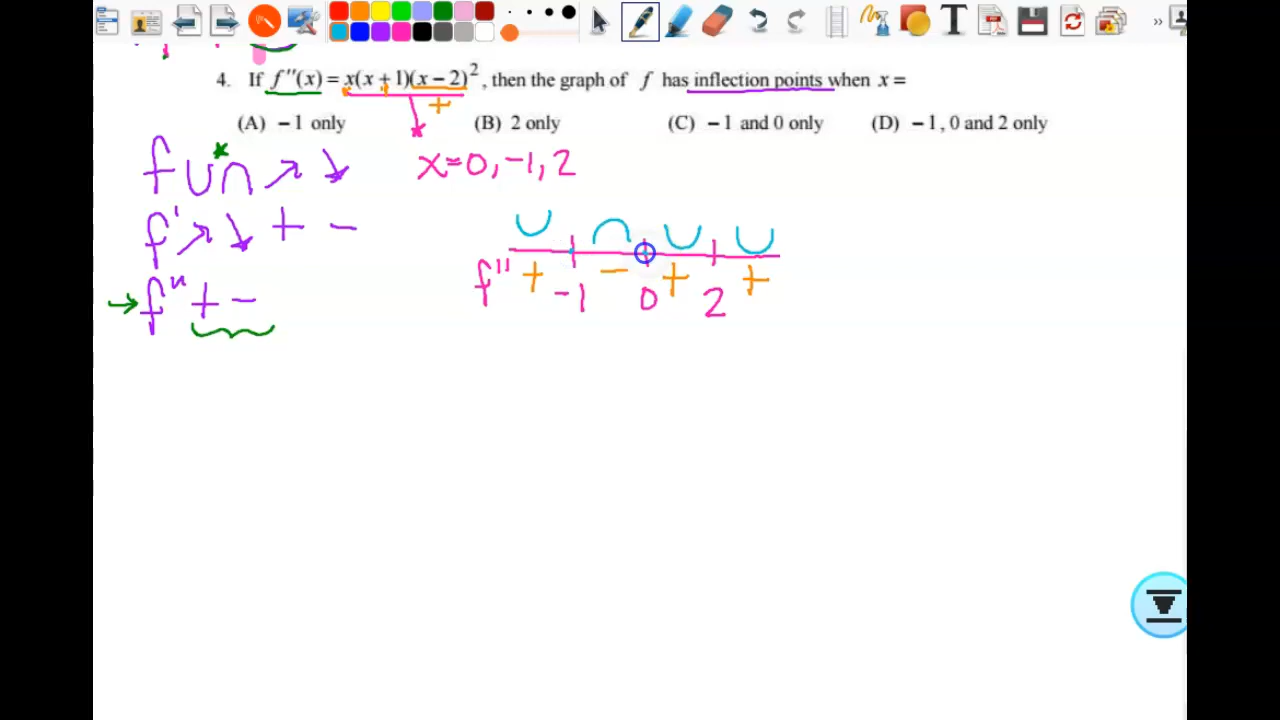 4. If f''(x) = x(x + 1)(x − 2)², then the graph of f has inflection points when x =
(A) −1 only (B) 2 only (C) −1 and 0 only (D) −1, 0 and 2 only
f ∪ ∩ ↗ ↘
x=0, -1, 2
f' ↗ ↘ + −
∪ ∩ ∪ ∪
f'' + − + +
-1 0 2
→ f'' + −